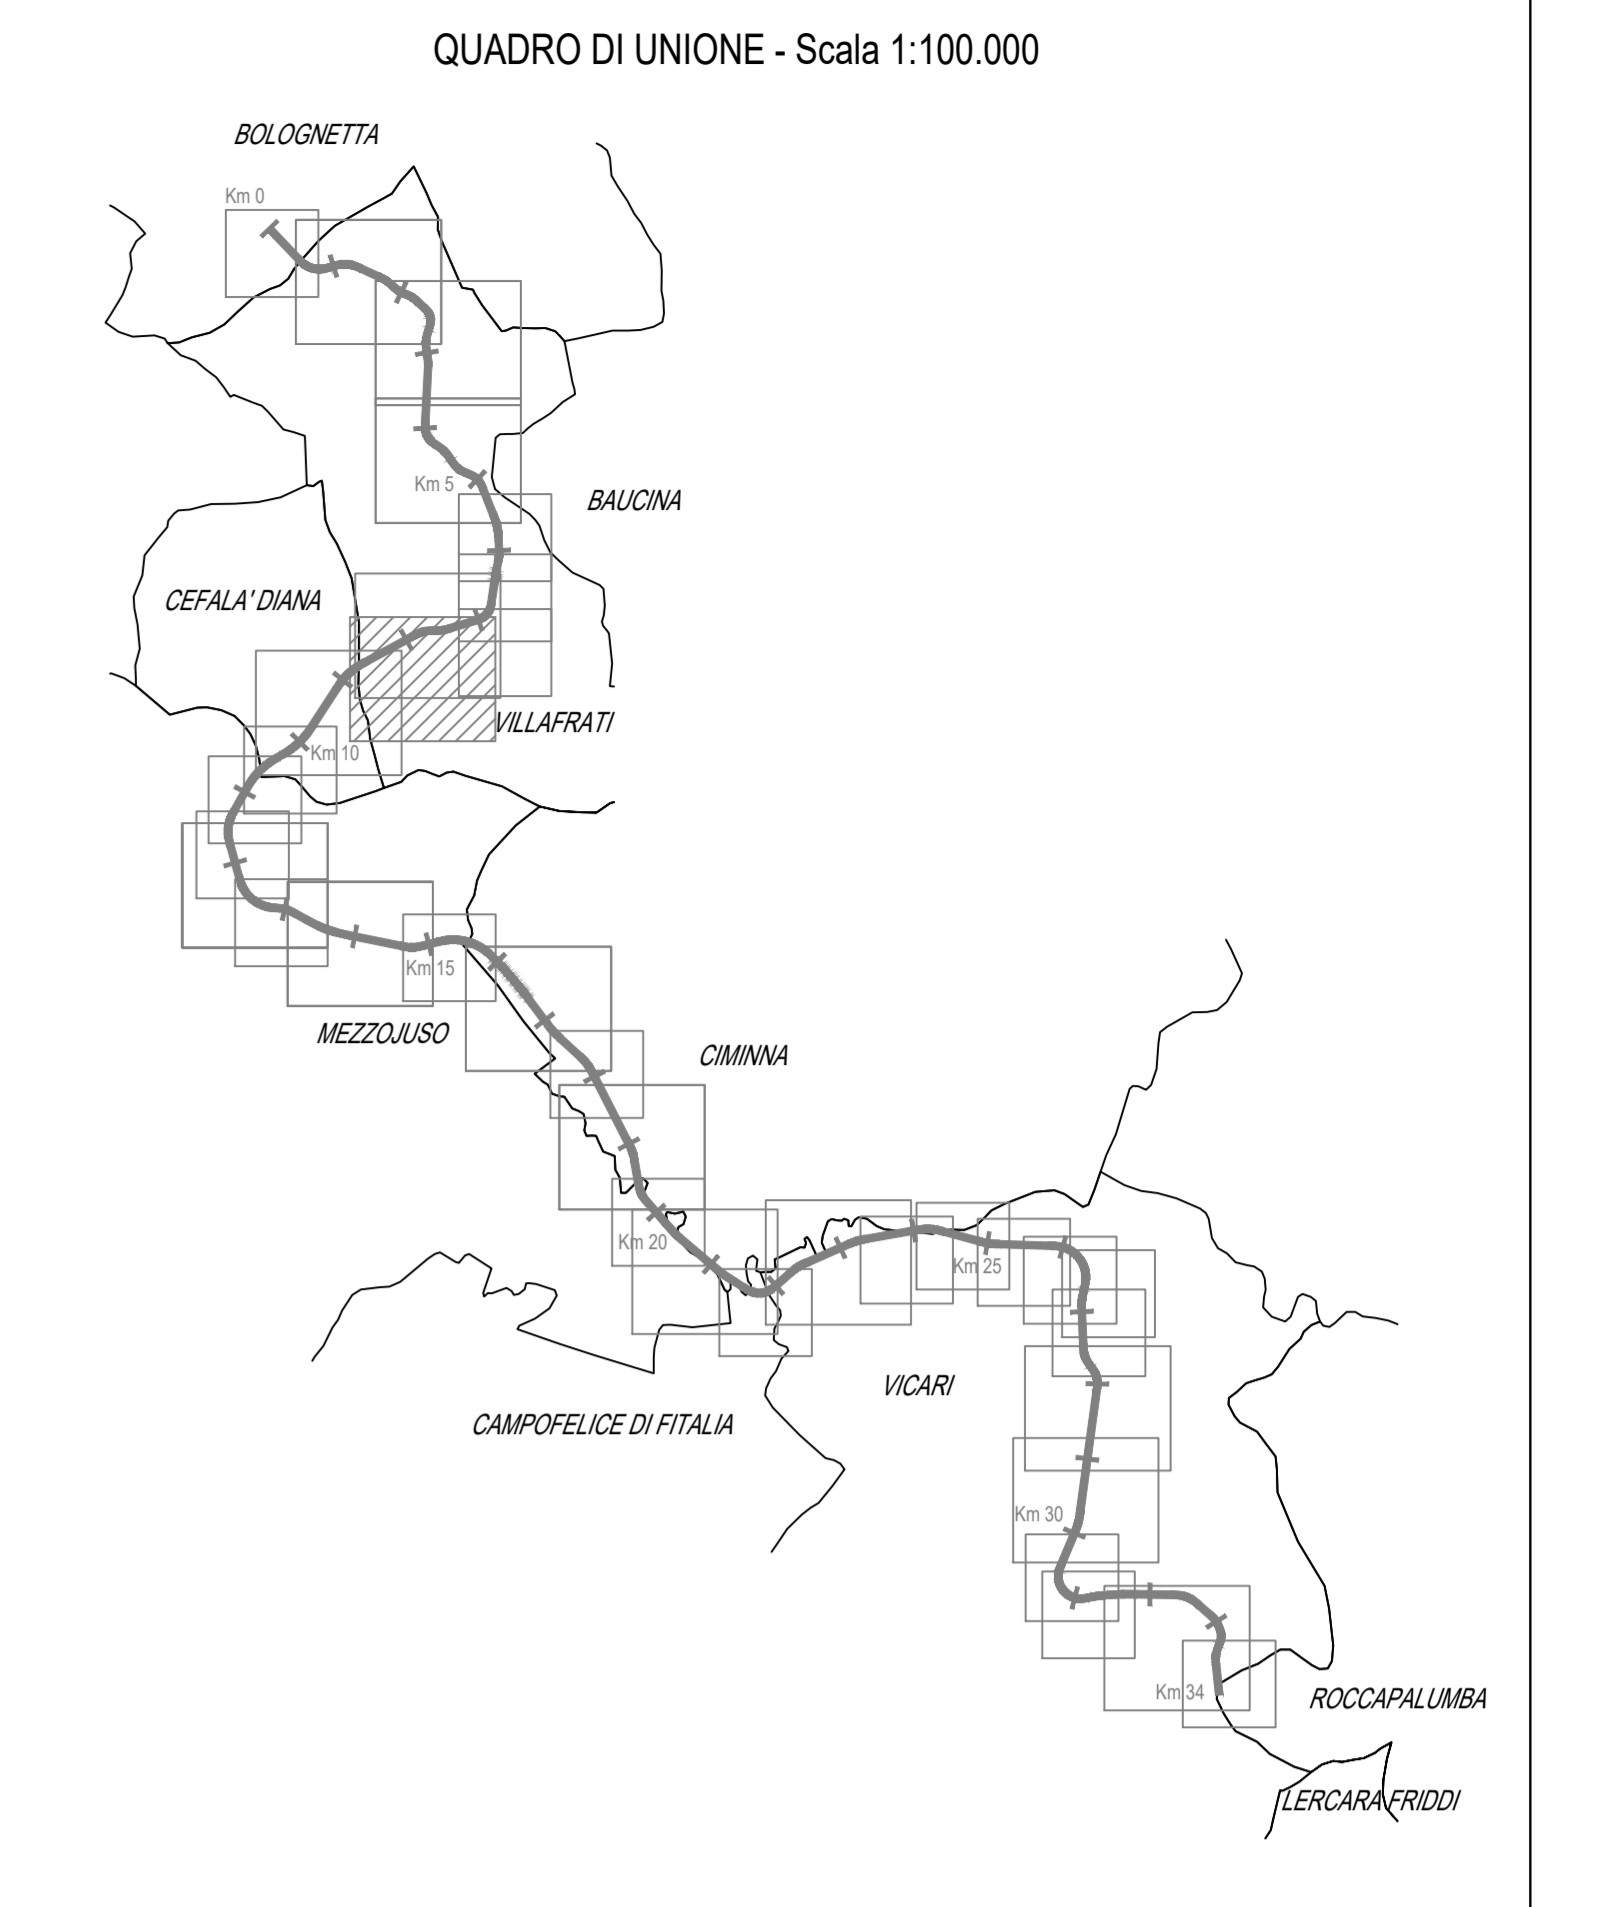 QUADRO DI UNIONE - Scala 1:100.000
BOLOGNETTA
Km 0
Km 5
BAUCINA
CEFALA' DIANA
VILLAFRATI
Km 10
Km 15
MEZZOJUSO
CIMINNA
Km 20
Km 25
VICARI
CAMPOFELICE DI FITALIA
Km 30
Km 34
ROCCAPALUMBA
LERCARA FRIDDI